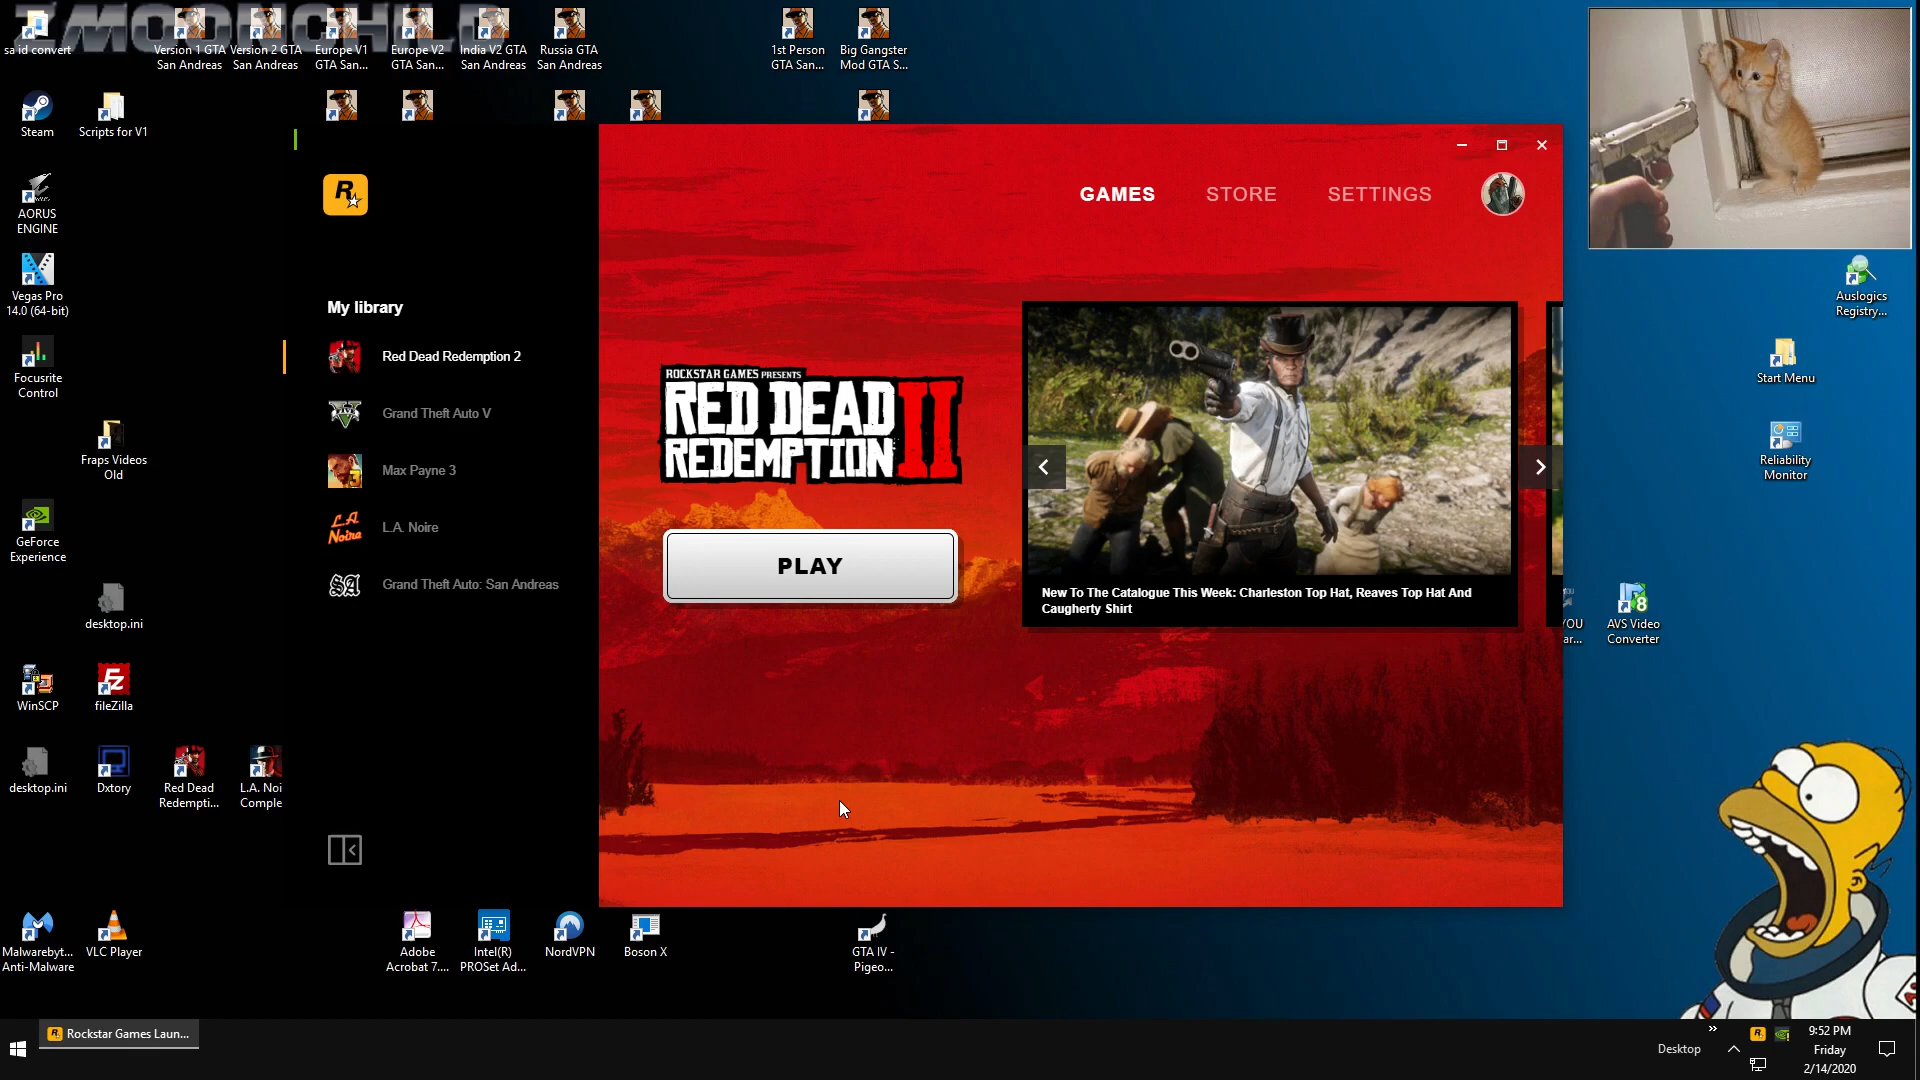 ZMOONCHILD
sa id convert
Version 1 GTA
San Andreas
Version 2 GTA
San Andreas
Europe V1
GTA San...
Europe V2
GTA San...
India V2 GTA
San Andreas
Russia GTA
San Andreas
1st Person
GTA San...
Big Gangster
Mod GTA S...
Steam
Scripts for V1
AORUS
ENGINE
Vegas Pro
14.0 (64-bit)
Focusrite
Control
Fraps Videos
Old
GeForce
Experience
desktop.ini
WinSCP
fileZilla
desktop.ini
Dxtory
Red Dead
Redempti...
L.A. Noi
Comple
Malwarebyt...
Anti-Malware
VLC Player
Adobe
Acrobat 7....
Intel(R)
PROSet Ad...
NordVPN
Boson X
GTA IV -
Pigeo...
R
My library
Red Dead Redemption 2
Grand Theft Auto V
Max Payne 3
L.A. Noire
Grand Theft Auto: San Andreas
GAMES
STORE
SETTINGS
ROCKSTAR GAMES PRESENTS
RED DEAD
REDEMPTION II
PLAY
New To The Catalogue This Week: Charleston Top Hat, Reaves Top Hat And
Caugherty Shirt
Auslogics
Registry...
Start Menu
Reliability
Monitor
YOU
ar...
AVS Video
Converter
Rockstar Games Laun...
Desktop
9:52 PM
Friday
2/14/2020